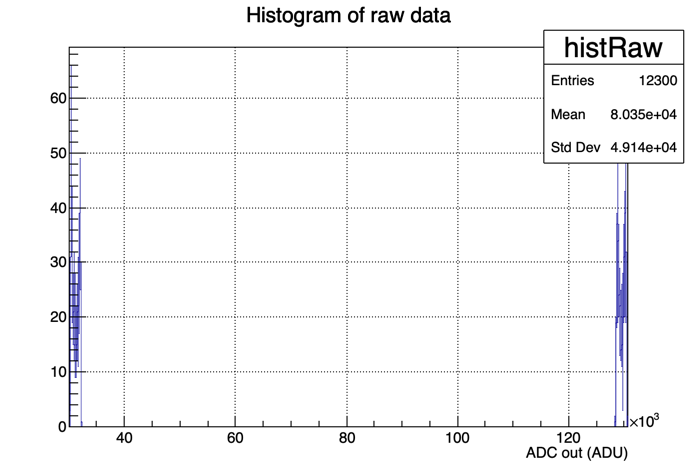 Histogram of raw data
histRaw
Entries 12300
Mean 8.035e+04
Std Dev 4.914e+04
60
50
40
30
20
10
0
40 60 80 100 120
×10³
ADC out (ADU)